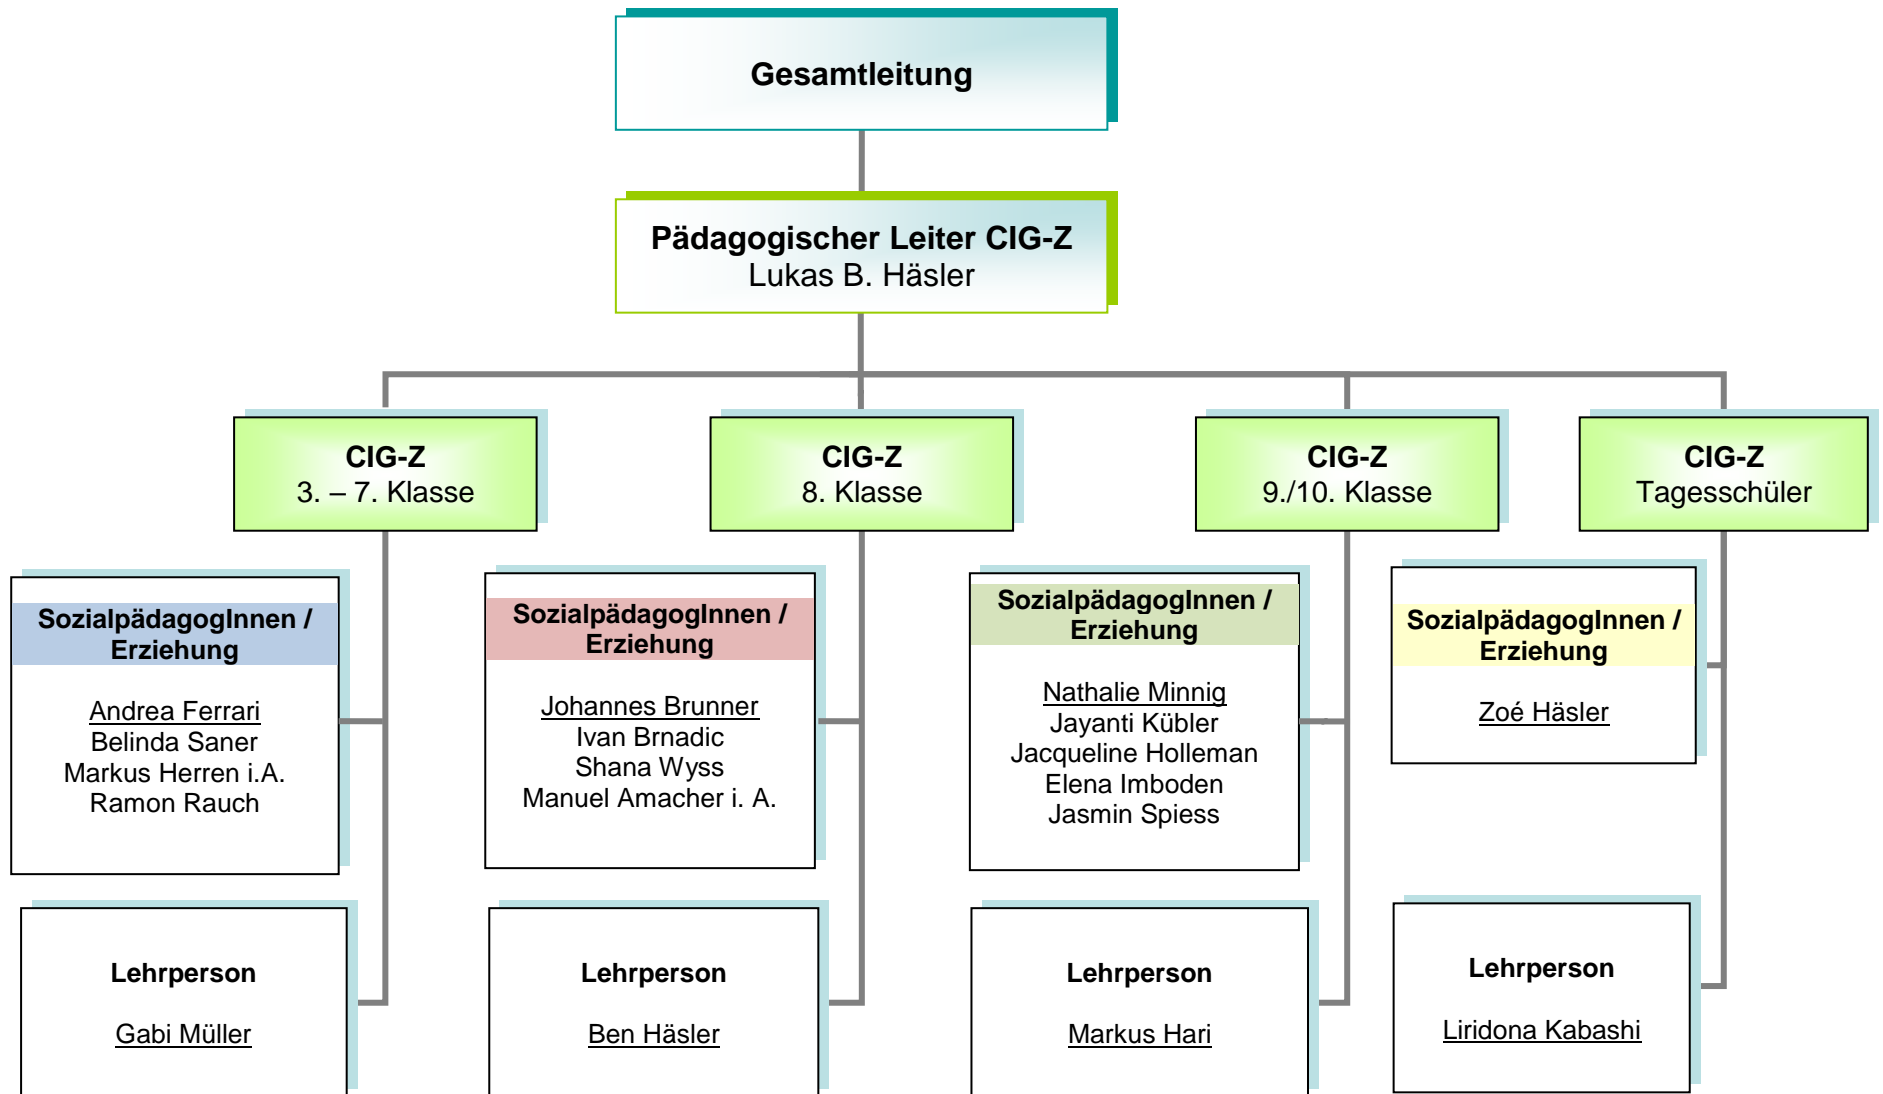 Gesamtleitung
Pädagogischer Leiter CIG-Z
Lukas B. Häsler
CIG-Z
3. – 7. Klasse
CIG-Z
8. Klasse
CIG-Z
9./10. Klasse
CIG-Z
Tagesschüler
SozialpädagogInnen /
Erziehung
Andrea Ferrari
Belinda Saner
Markus Herren i.A.
Ramon Rauch
SozialpädagogInnen /
Erziehung
Johannes Brunner
Ivan Brnadic
Shana Wyss
Manuel Amacher i. A.
SozialpädagogInnen /
Erziehung
Nathalie Minnig
Jayanti Kübler
Jacqueline Holleman
Elena Imboden
Jasmin Spiess
SozialpädagogInnen /
Erziehung
Zoé Häsler
Lehrperson
Gabi Müller
Lehrperson
Ben Häsler
Lehrperson
Markus Hari
Lehrperson
Liridona Kabashi